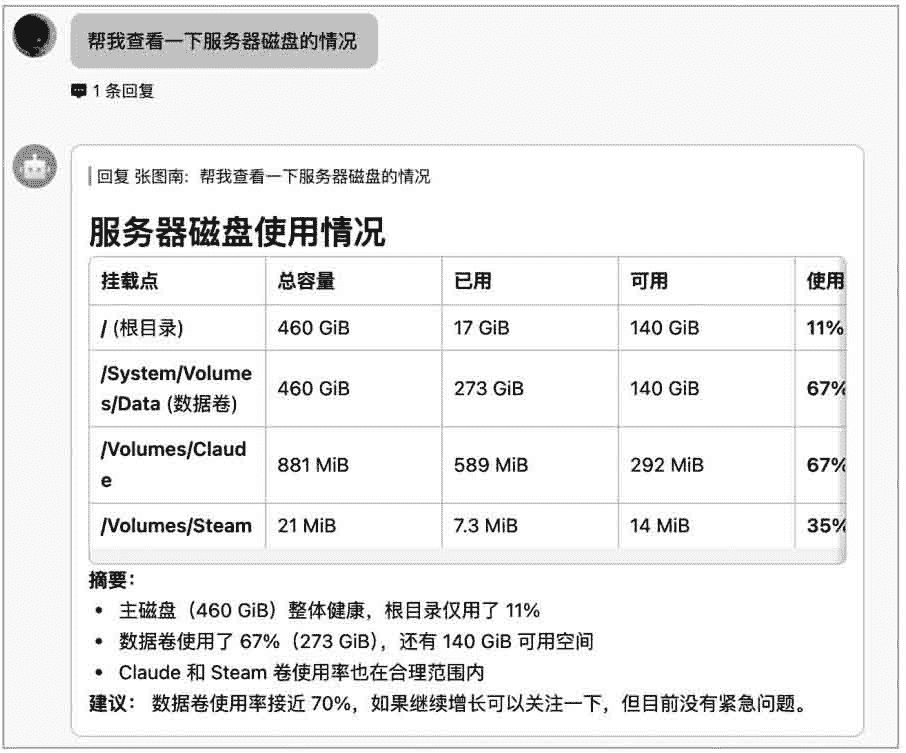 帮我查看一下服务器磁盘的情况
1 条回复
回复 张图南：帮我查看一下服务器磁盘的情况
服务器磁盘使用情况
挂载点 总容量 已用 可用 使用
/ (根目录) 460 GiB 17 GiB 140 GiB 11%
/System/Volume
s/Data (数据卷) 460 GiB 273 GiB 140 GiB 67%
/Volumes/Claud
e 881 MiB 589 MiB 292 MiB 67%
/Volumes/Steam 21 MiB 7.3 MiB 14 MiB 35%
摘要：
• 主磁盘（460 GiB）整体健康，根目录仅用了 11%
• 数据卷使用了 67%（273 GiB），还有 140 GiB 可用空间
• Claude 和 Steam 卷使用率也在合理范围内
建议： 数据卷使用率接近 70%，如果继续增长可以关注一下，但目前没有紧急问题。